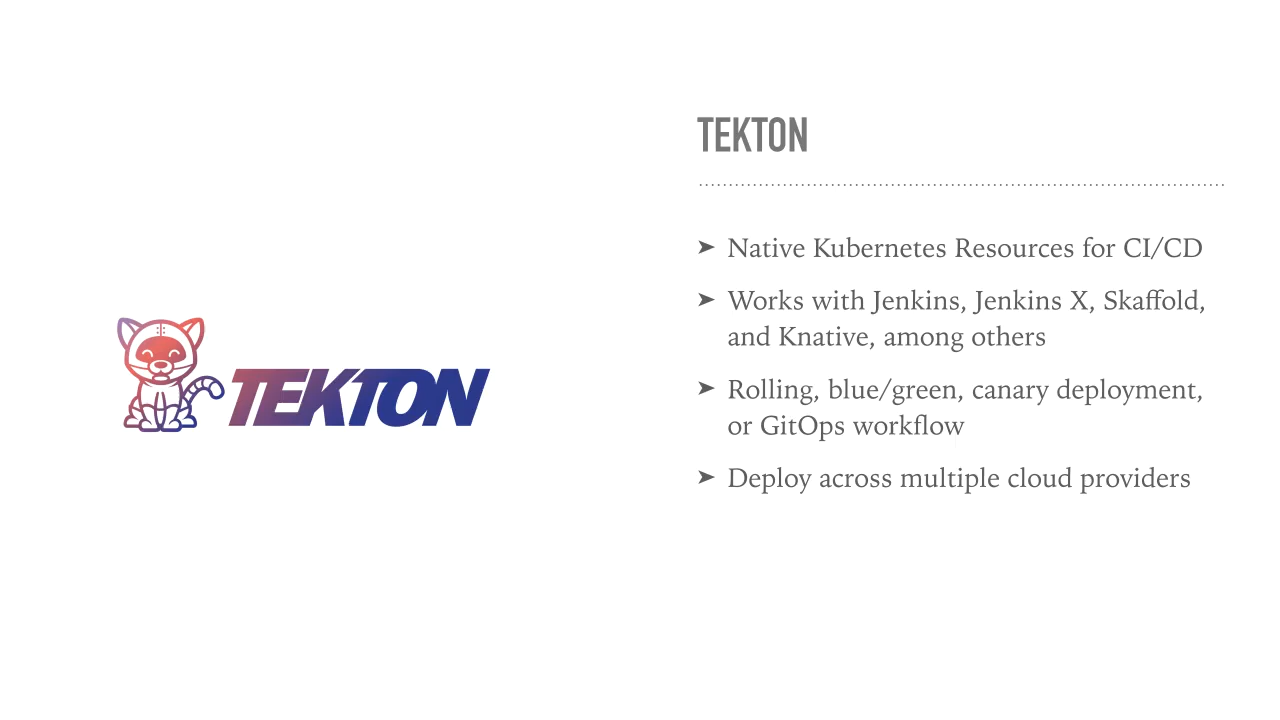 TEKTON
TEKTON
➤ Native Kubernetes Resources for CI/CD
➤ Works with Jenkins, Jenkins X, Skaffold,
and Knative, among others
➤ Rolling, blue/green, canary deployment,
or GitOps workflow
➤ Deploy across multiple cloud providers